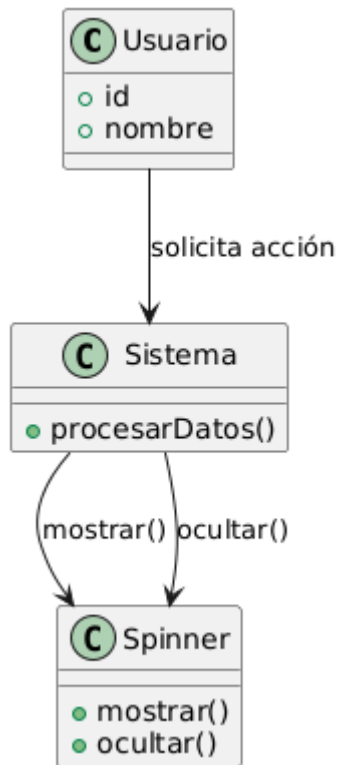 C Usuario
id
nombre
solicita acción
C Sistema
procesarDatos()
mostrar() ocultar()
C Spinner
mostrar()
ocultar()